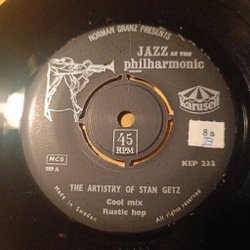 NORMAN GRANZ PRESENTS
JAZZ AT THE
philharmonic
Karusell
45
RPM
8a
NCB
KEP 233
THE ARTISTRY OF STAN GETZ
Cool mix
Rustic hop
Made in Sweden
All rights reserved